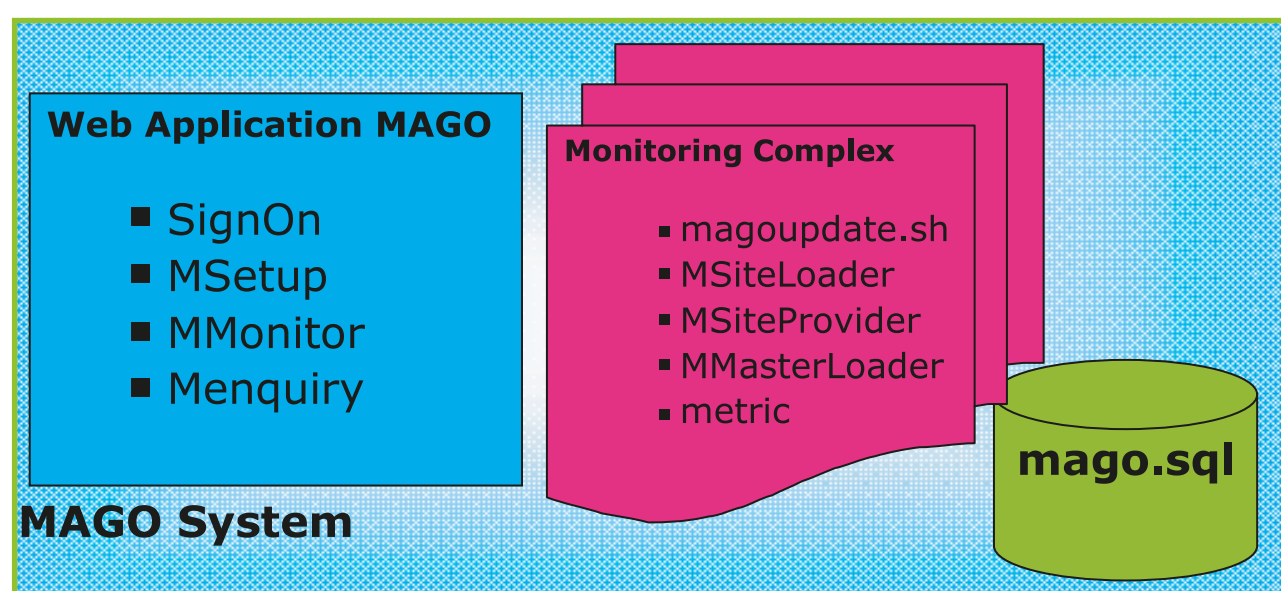 Web Application MAGO
SignOn
MSetup
MMonitor
Menquiry
Monitoring Complex
magoupdate.sh
MSiteLoader
MSiteProvider
MMasterLoader
metric
mago.sql
MAGO System